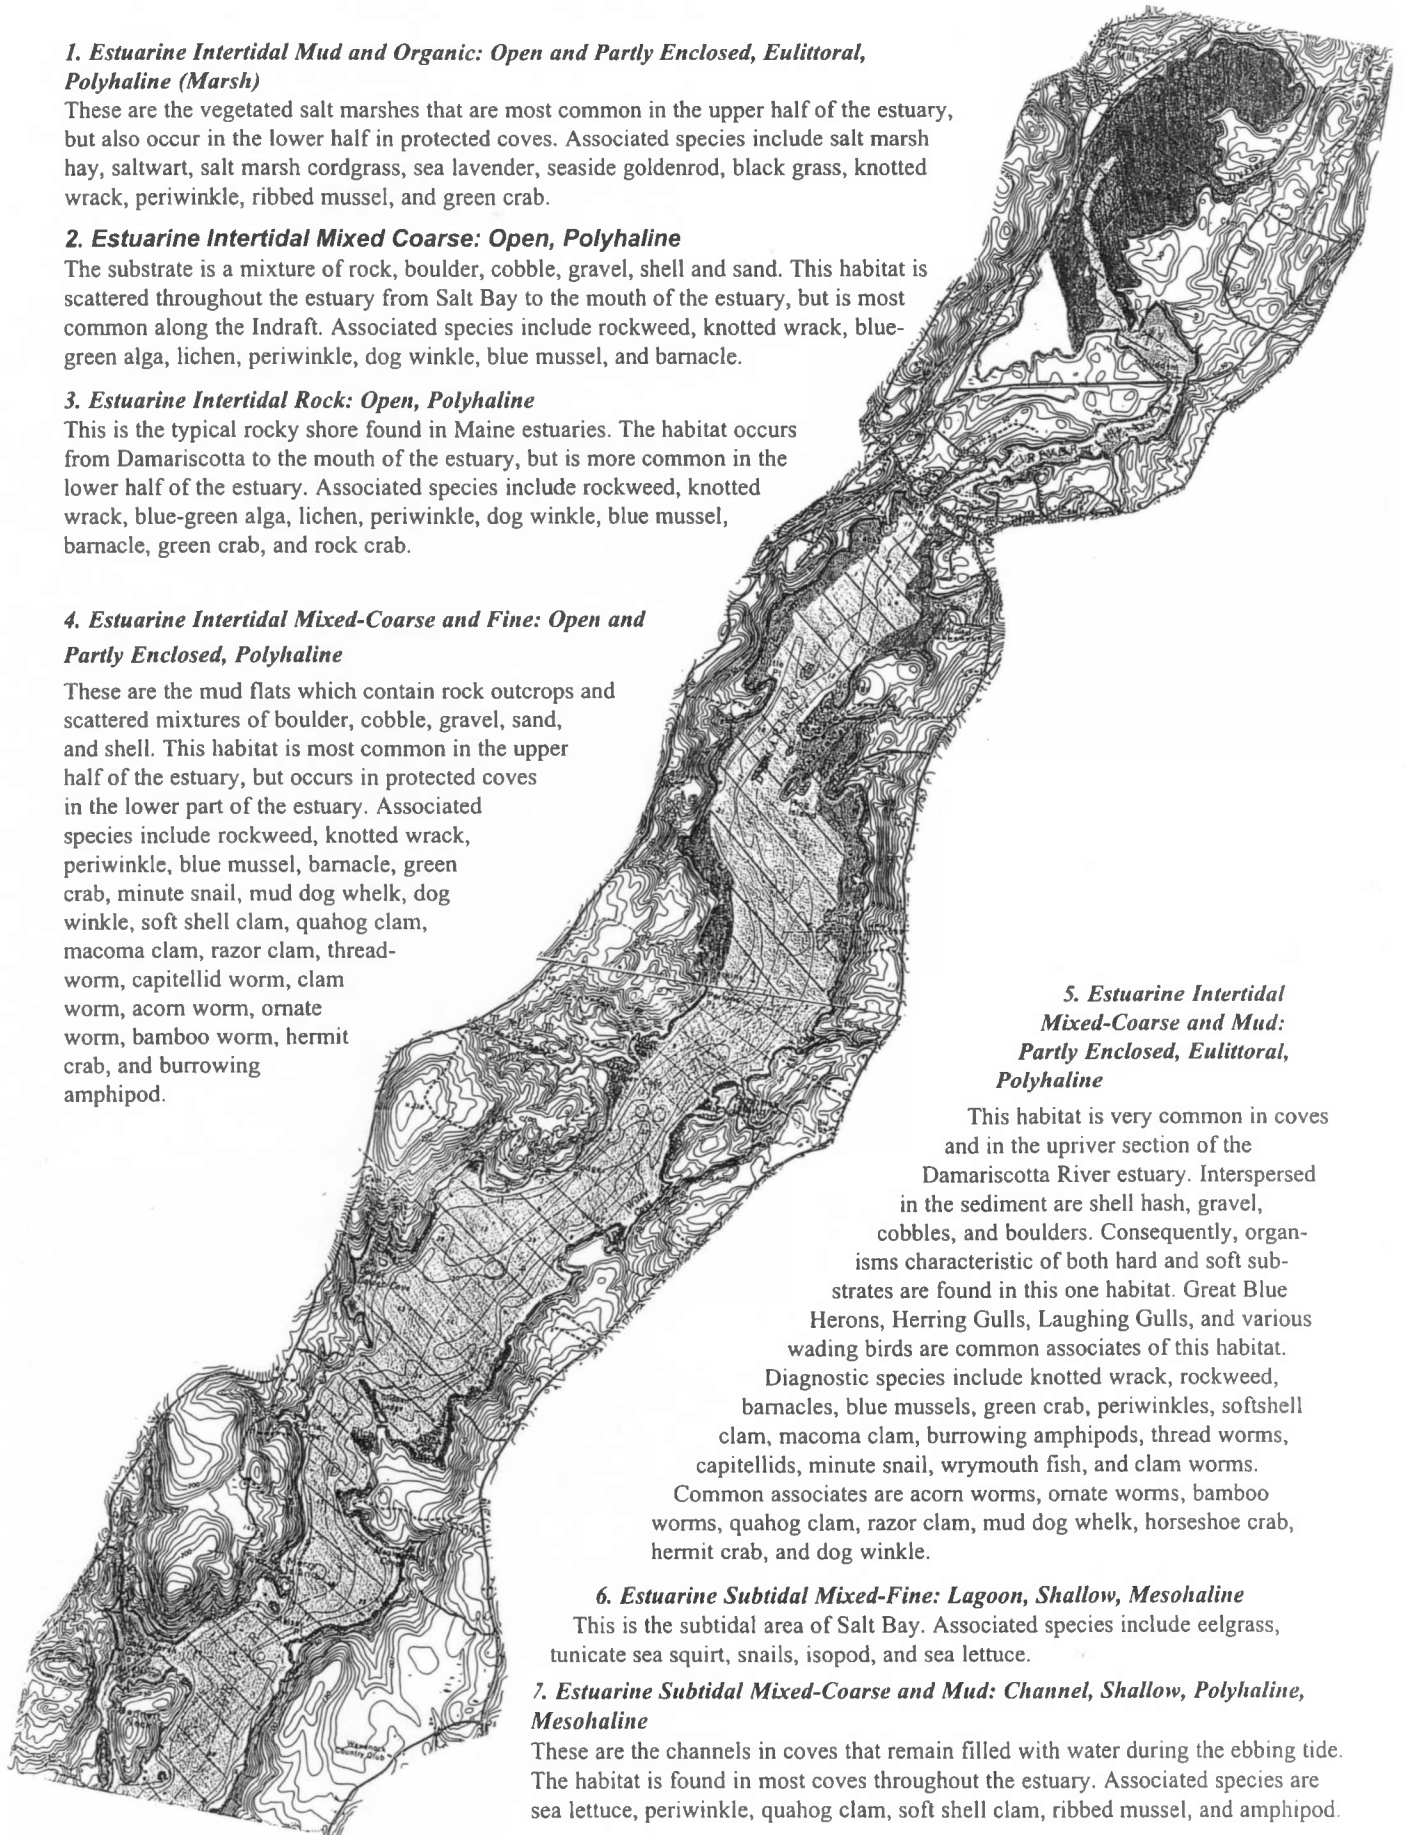 1. Estuarine Intertidal Mud and Organic: Open and Partly Enclosed, Eulittoral,
Polyhaline (Marsh)
These are the vegetated salt marshes that are most common in the upper half of the estuary,
but also occur in the lower half in protected coves. Associated species include salt marsh
hay, saltwart, salt marsh cordgrass, sea lavender, seaside goldenrod, black grass, knotted
wrack, periwinkle, ribbed mussel, and green crab.
2. Estuarine Intertidal Mixed Coarse: Open, Polyhaline
The substrate is a mixture of rock, boulder, cobble, gravel, shell and sand. This habitat is
scattered throughout the estuary from Salt Bay to the mouth of the estuary, but is most
common along the Indraft. Associated species include rockweed, knotted wrack, blue-
green alga, lichen, periwinkle, dog winkle, blue mussel, and barnacle.
3. Estuarine Intertidal Rock: Open, Polyhaline
This is the typical rocky shore found in Maine estuaries. The habitat occurs
from Damariscotta to the mouth of the estuary, but is more common in the
lower half of the estuary. Associated species include rockweed, knotted
wrack, blue-green alga, lichen, periwinkle, dog winkle, blue mussel,
barnacle, green crab, and rock crab.
4. Estuarine Intertidal Mixed-Coarse and Fine: Open and
Partly Enclosed, Polyhaline
These are the mud flats which contain rock outcrops and
scattered mixtures of boulder, cobble, gravel, sand,
and shell. This habitat is most common in the upper
half of the estuary, but occurs in protected coves
in the lower part of the estuary. Associated
species include rockweed, knotted wrack,
periwinkle, blue mussel, barnacle, green
crab, minute snail, mud dog whelk, dog
winkle, soft shell clam, quahog clam,
macoma clam, razor clam, thread-
worm, capitellid worm, clam
worm, acorn worm, ornate
worm, bamboo worm, hermit
crab, and burrowing
amphipod.
5. Estuarine Intertidal
Mixed-Coarse and Mud:
Partly Enclosed, Eulittoral,
Polyhaline
This habitat is very common in coves
and in the upriver section of the
Damariscotta River estuary. Interspersed
in the sediment are shell hash, gravel,
cobbles, and boulders. Consequently, organ-
isms characteristic of both hard and soft sub-
strates are found in this one habitat. Great Blue
Herons, Herring Gulls, Laughing Gulls, and various
wading birds are common associates of this habitat.
Diagnostic species include knotted wrack, rockweed,
barnacles, blue mussels, green crab, periwinkles, softshell
clam, macoma clam, burrowing amphipods, thread worms,
capitellids, minute snail, wrymouth fish, and clam worms.
Common associates are acorn worms, ornate worms, bamboo
worms, quahog clam, razor clam, mud dog whelk, horseshoe crab,
hermit crab, and dog winkle.
6. Estuarine Subtidal Mixed-Fine: Lagoon, Shallow, Mesohaline
This is the subtidal area of Salt Bay. Associated species include eelgrass,
tunicate sea squirt, snails, isopod, and sea lettuce.
7. Estuarine Subtidal Mixed-Coarse and Mud: Channel, Shallow, Polyhaline,
Mesohaline
These are the channels in coves that remain filled with water during the ebbing tide.
The habitat is found in most coves throughout the estuary. Associated species are
sea lettuce, periwinkle, quahog clam, soft shell clam, ribbed mussel, and amphipod.
Wawenock
Country Club